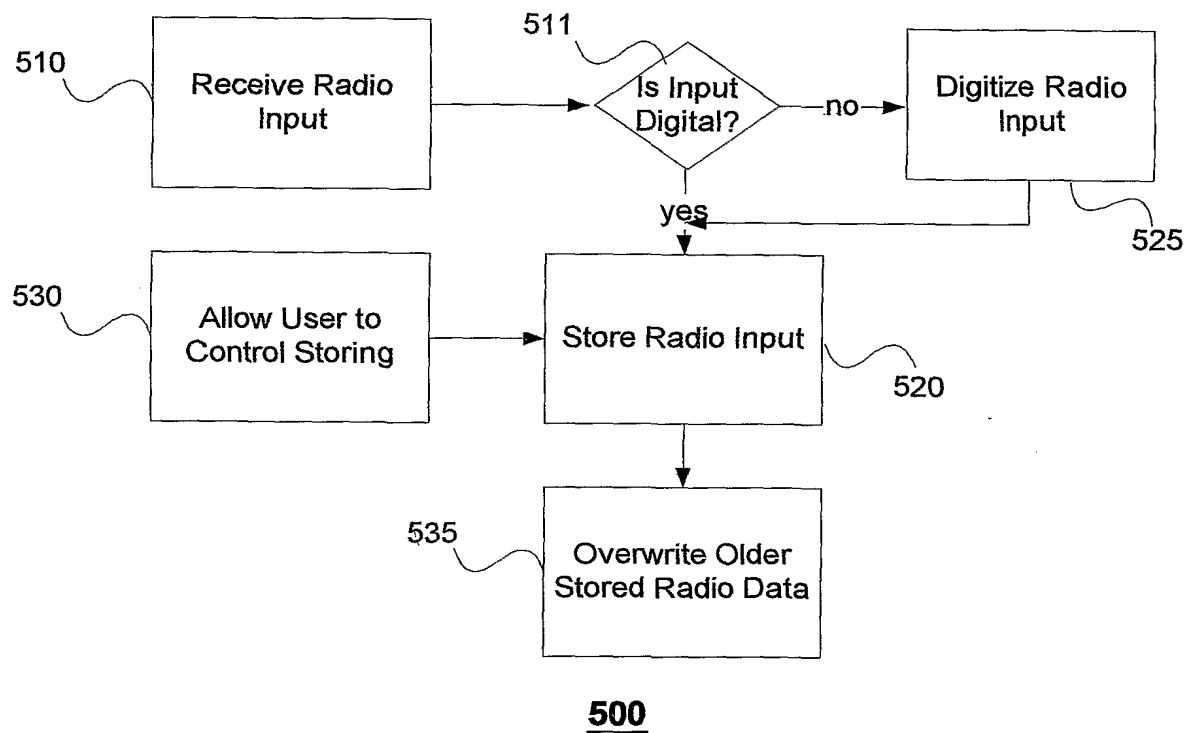 511
510
Receive Radio
Input
Is Input
Digital?
no
Digitize Radio
Input
yes
525
530
Allow User to
Control Storing
Store Radio Input
520
535
Overwrite Older
Stored Radio Data
500